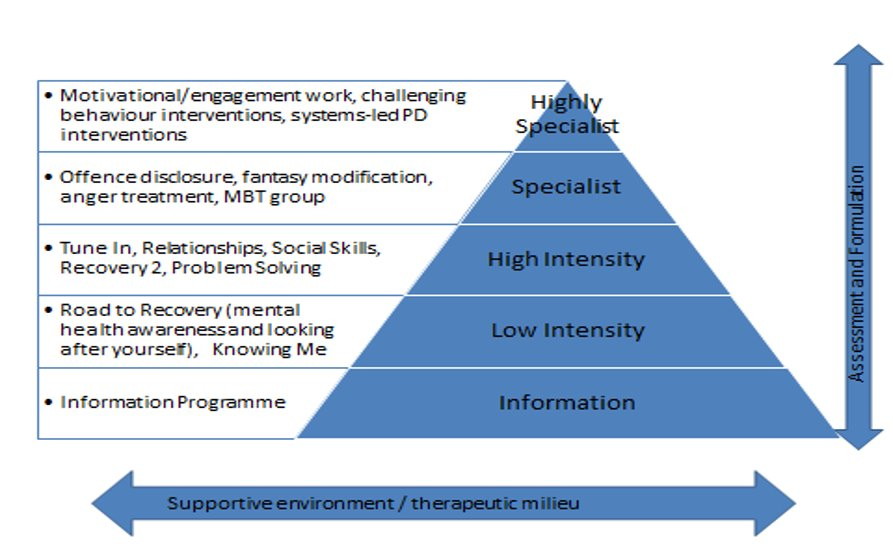 • Motivational/engagement work, challenging
behaviour interventions, systems-led PD
interventions
Highly
Specialist
• Offence disclosure, fantasy modification,
anger treatment, MBT group
Specialist
• Tune In, Relationships, Social Skills,
Recovery 2, Problem Solving
High Intensity
• Road to Recovery (mental
health awareness and looking
after yourself), Knowing Me
Low Intensity
• Information Programme
Information
Assessment and Formulation
Supportive environment / therapeutic milieu